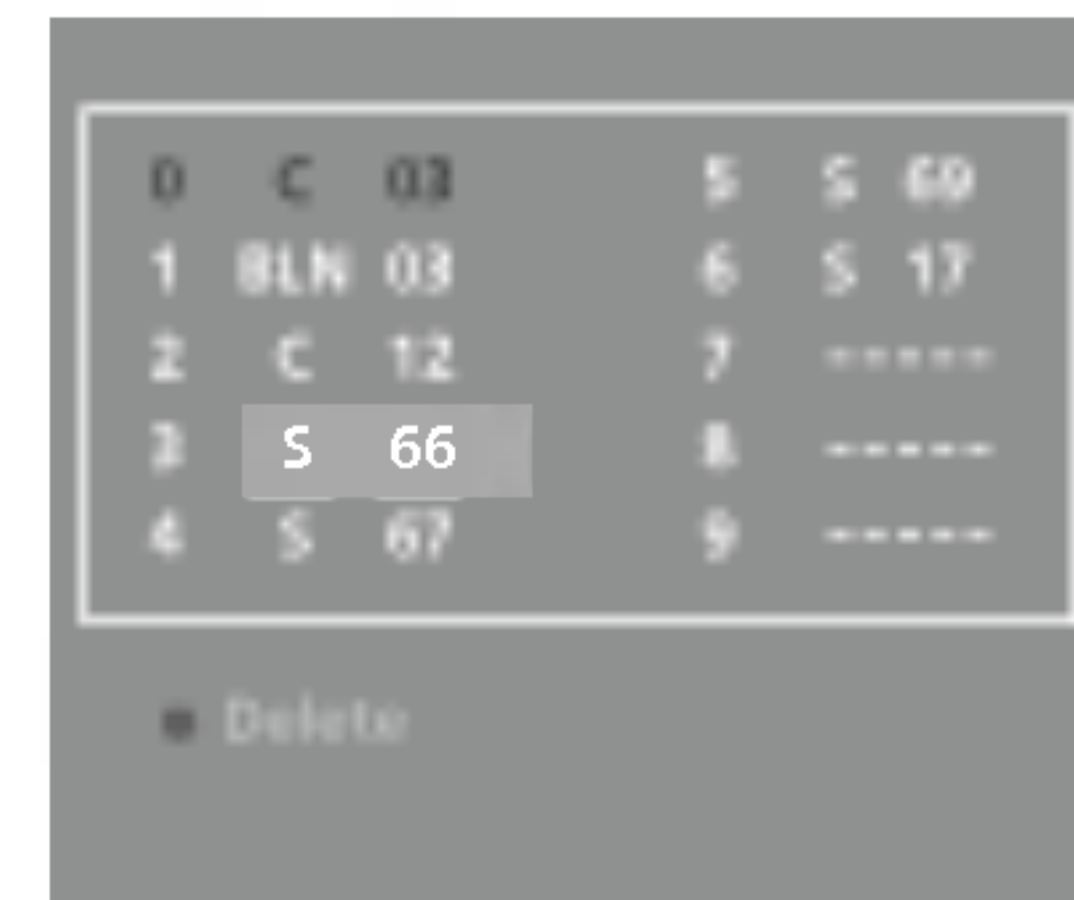 0 C 03
1 BLN 03
2 C 12
3 S 66
4 S 67
5 S 69
6 S 17
7 -----
8 -----
9 -----
Delete